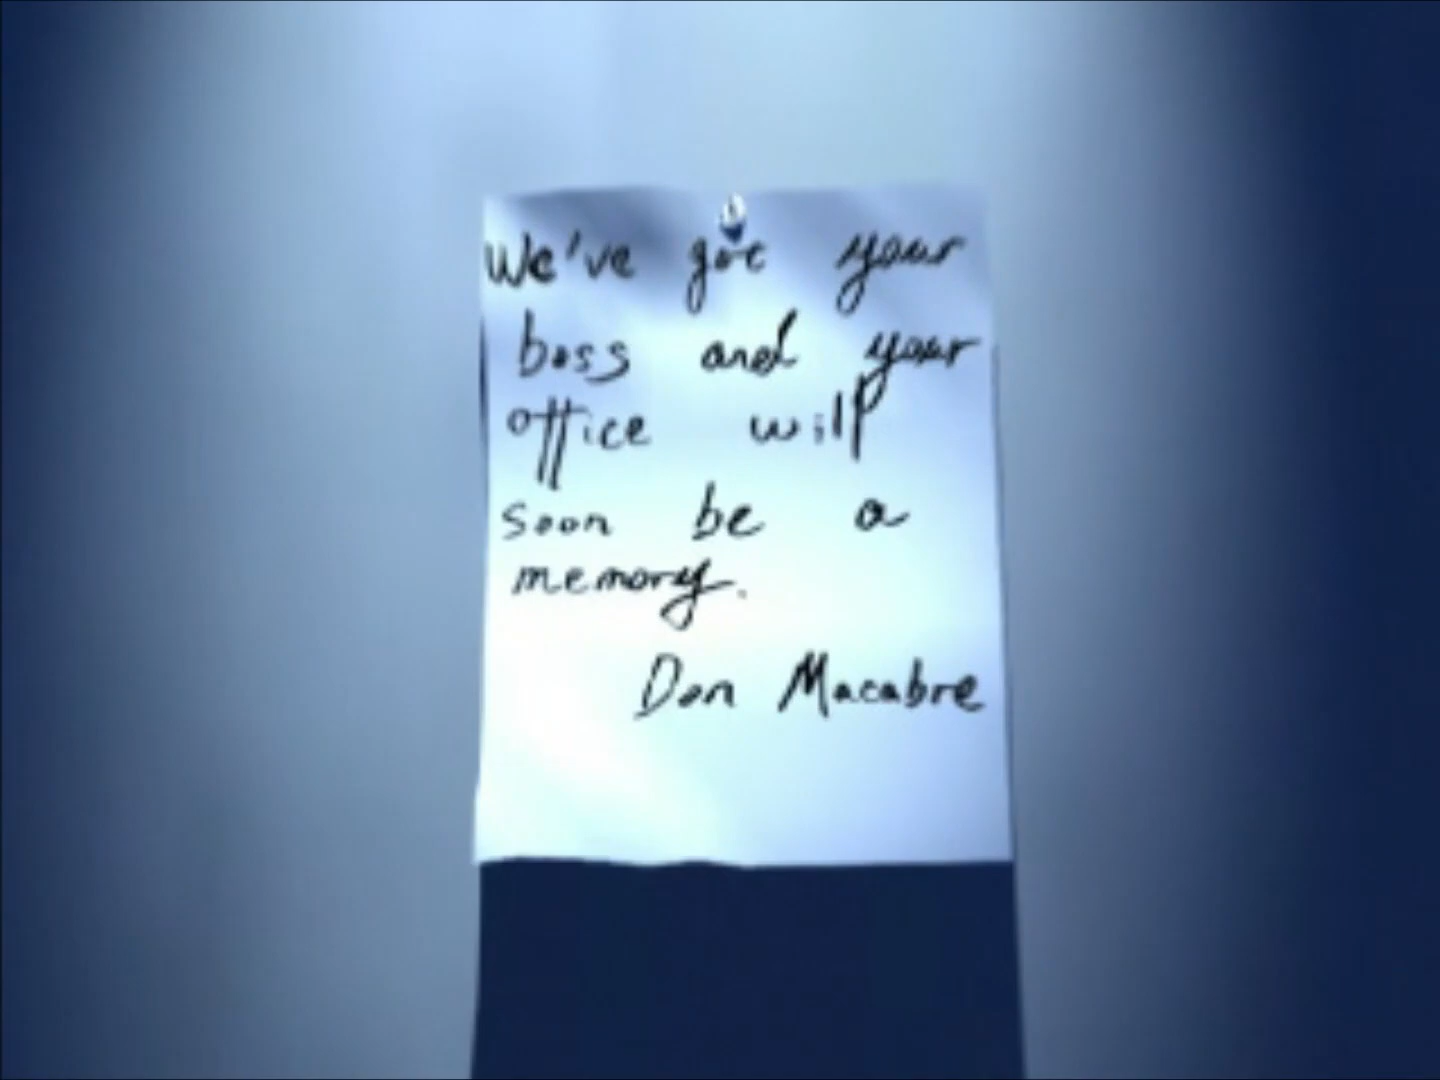 We've got your
boss and your
office will
soon be a
memory.
Don Macabre